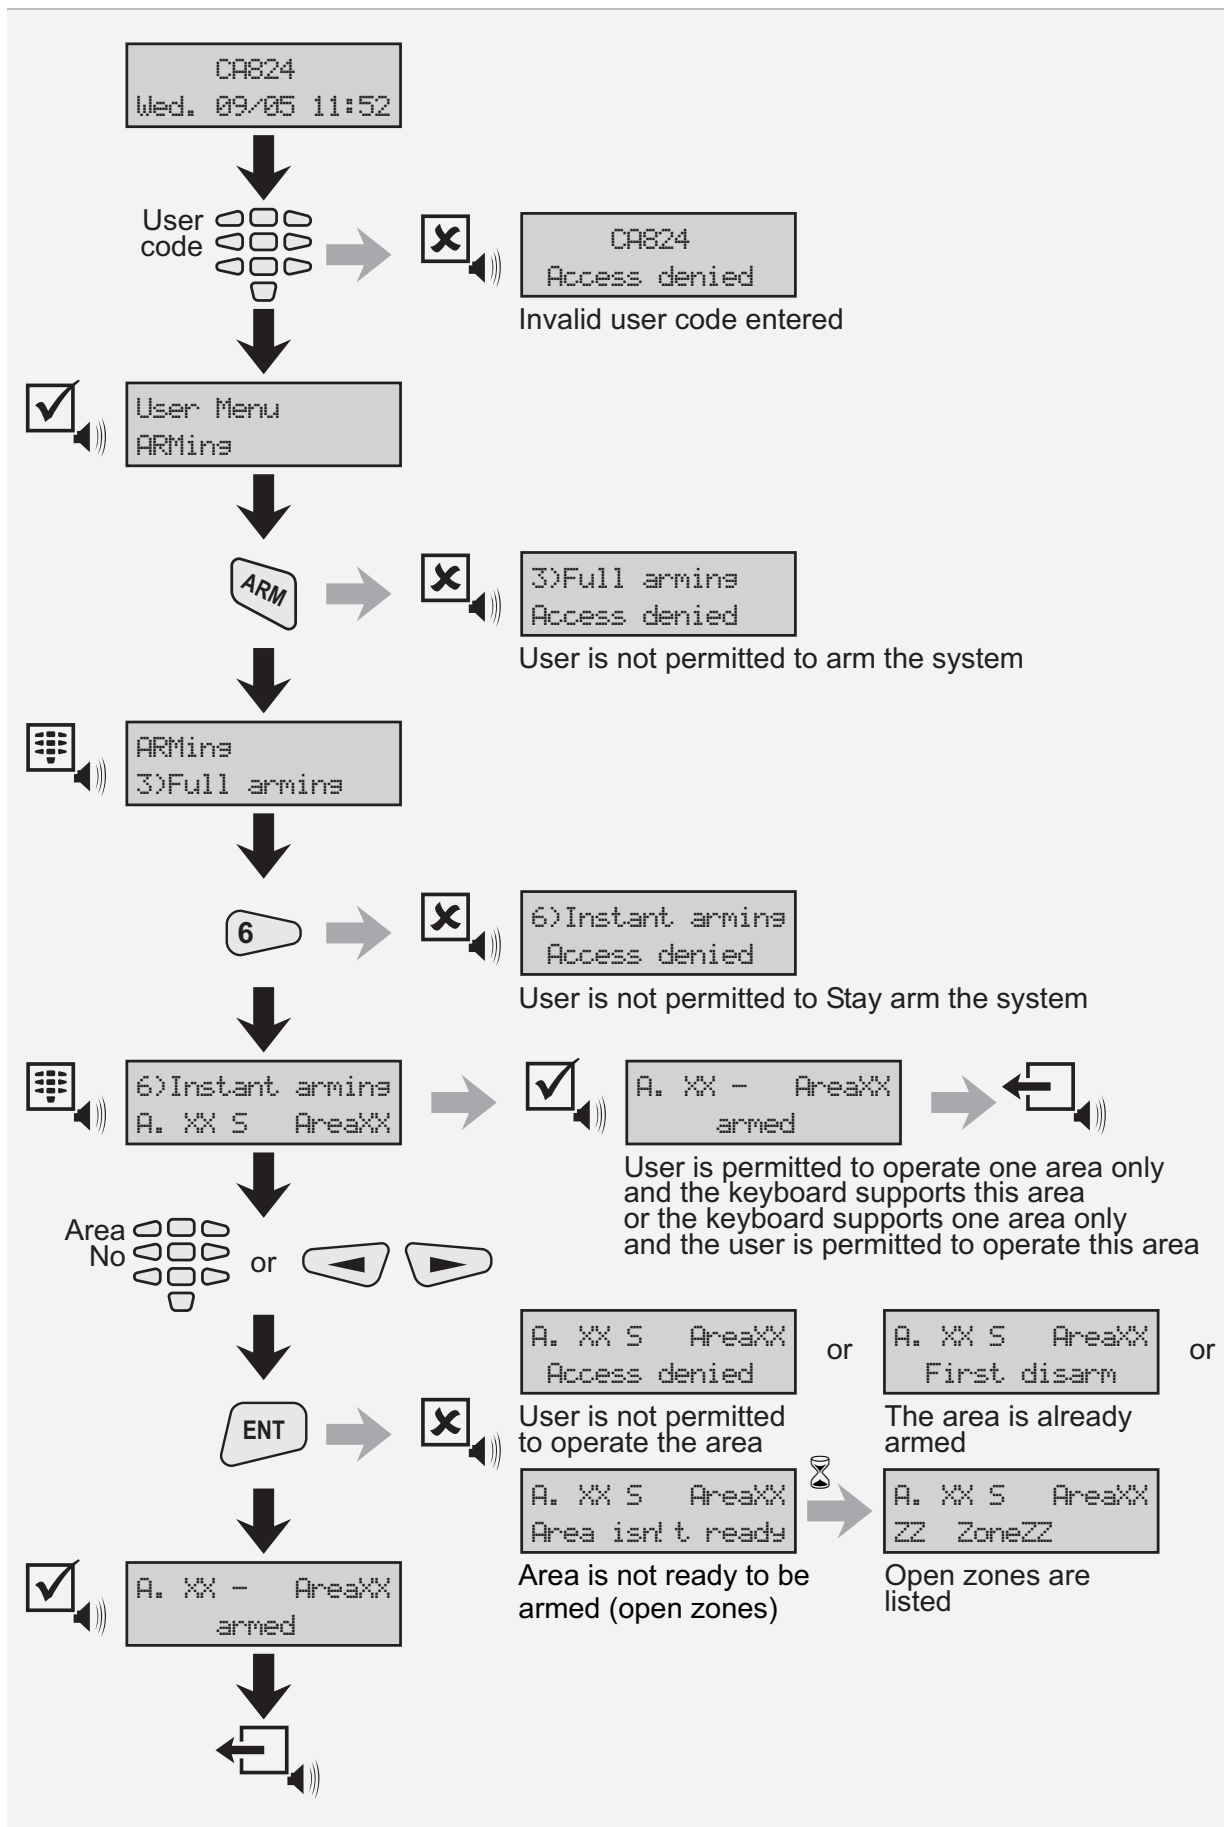 CA824
Wed. 09/05 11:52
User
code
CA824
Access denied
Invalid user code entered
User Menu
ARMing
ARM
3)Full arming
Access denied
User is not permitted to arm the system
ARMing
3)Full arming
6
6)Instant arming
Access denied
User is not permitted to Stay arm the system
6)Instant arming
A. XX S AreaXX
A. XX - AreaXX
armed
User is permitted to operate one area only
and the keyboard supports this area
or the keyboard supports one area only
and the user is permitted to operate this area
Area
No
or
A. XX S AreaXX
Access denied
or
A. XX S AreaXX
First disarm
or
User is not permitted
to operate the area
The area is already
armed
ENT
A. XX S AreaXX
Area isn!t ready
A. XX S AreaXX
ZZ ZoneZZ
Area is not ready to be
armed (open zones)
Open zones are
listed
A. XX - AreaXX
armed